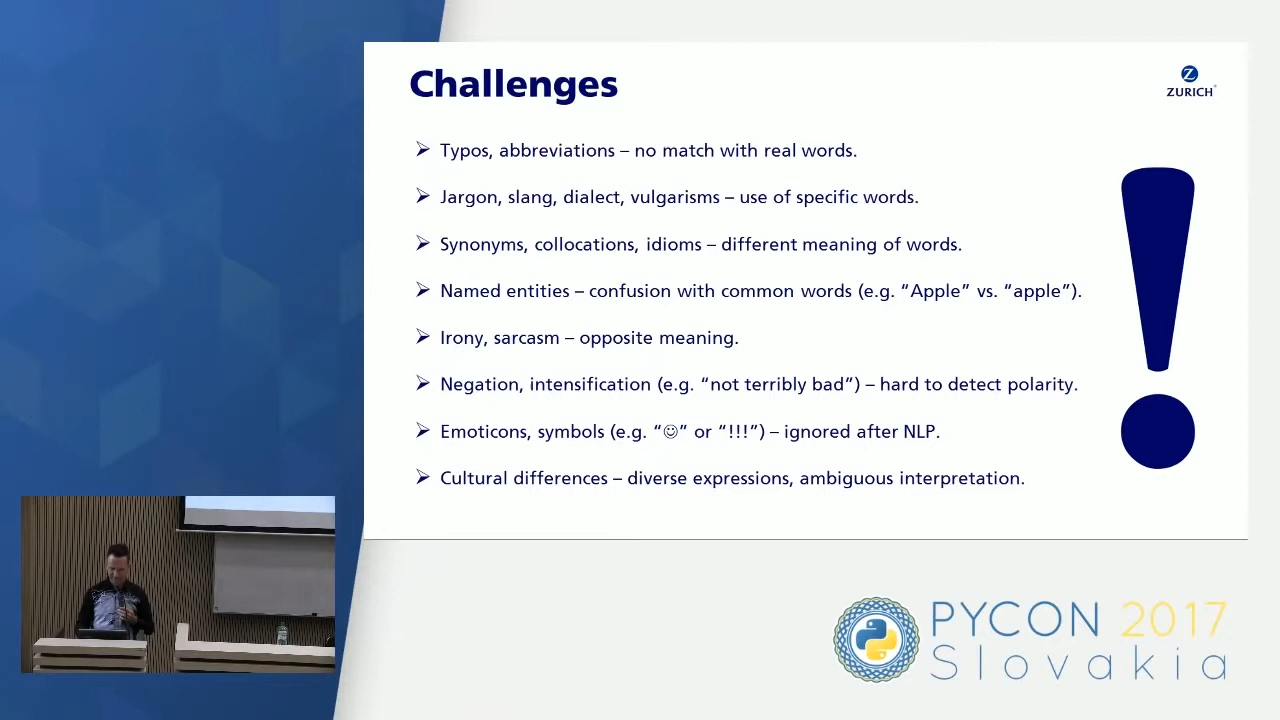 Challenges
Z
ZURICH®
➢ Typos, abbreviations – no match with real words.
➢ Jargon, slang, dialect, vulgarisms – use of specific words.
➢ Synonyms, collocations, idioms – different meaning of words.
➢ Named entities – confusion with common words (e.g. “Apple” vs. “apple”).
➢ Irony, sarcasm – opposite meaning.
➢ Negation, intensification (e.g. “not terribly bad”) – hard to detect polarity.
➢ Emoticons, symbols (e.g. “☺” or “!!!”) – ignored after NLP.
➢ Cultural differences – diverse expressions, ambiguous interpretation.
!
PYCON 2017
Slovakia